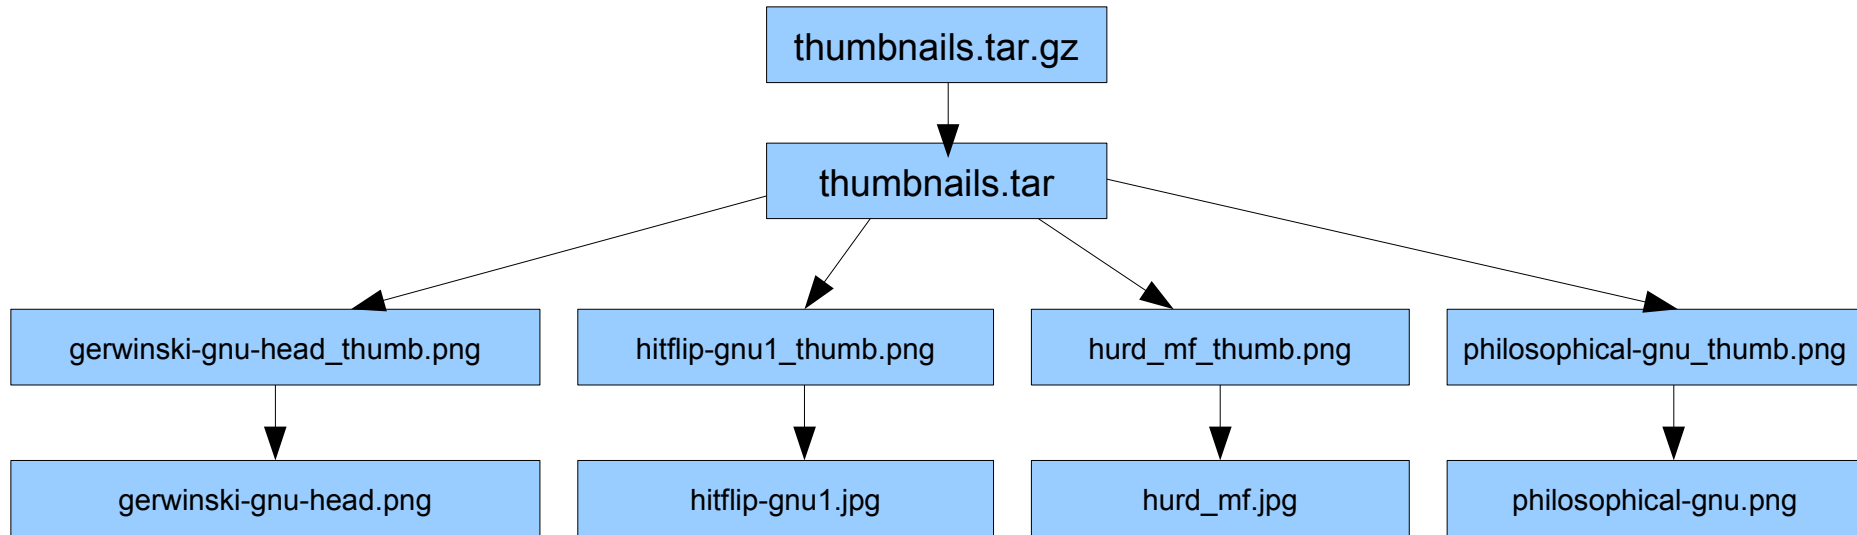 thumbnails.tar.gz
thumbnails.tar
gerwinski-gnu-head_thumb.png
hitflip-gnu1_thumb.png
hurd_mf_thumb.png
philosophical-gnu_thumb.png
gerwinski-gnu-head.png
hitflip-gnu1.jpg
hurd_mf.jpg
philosophical-gnu.png